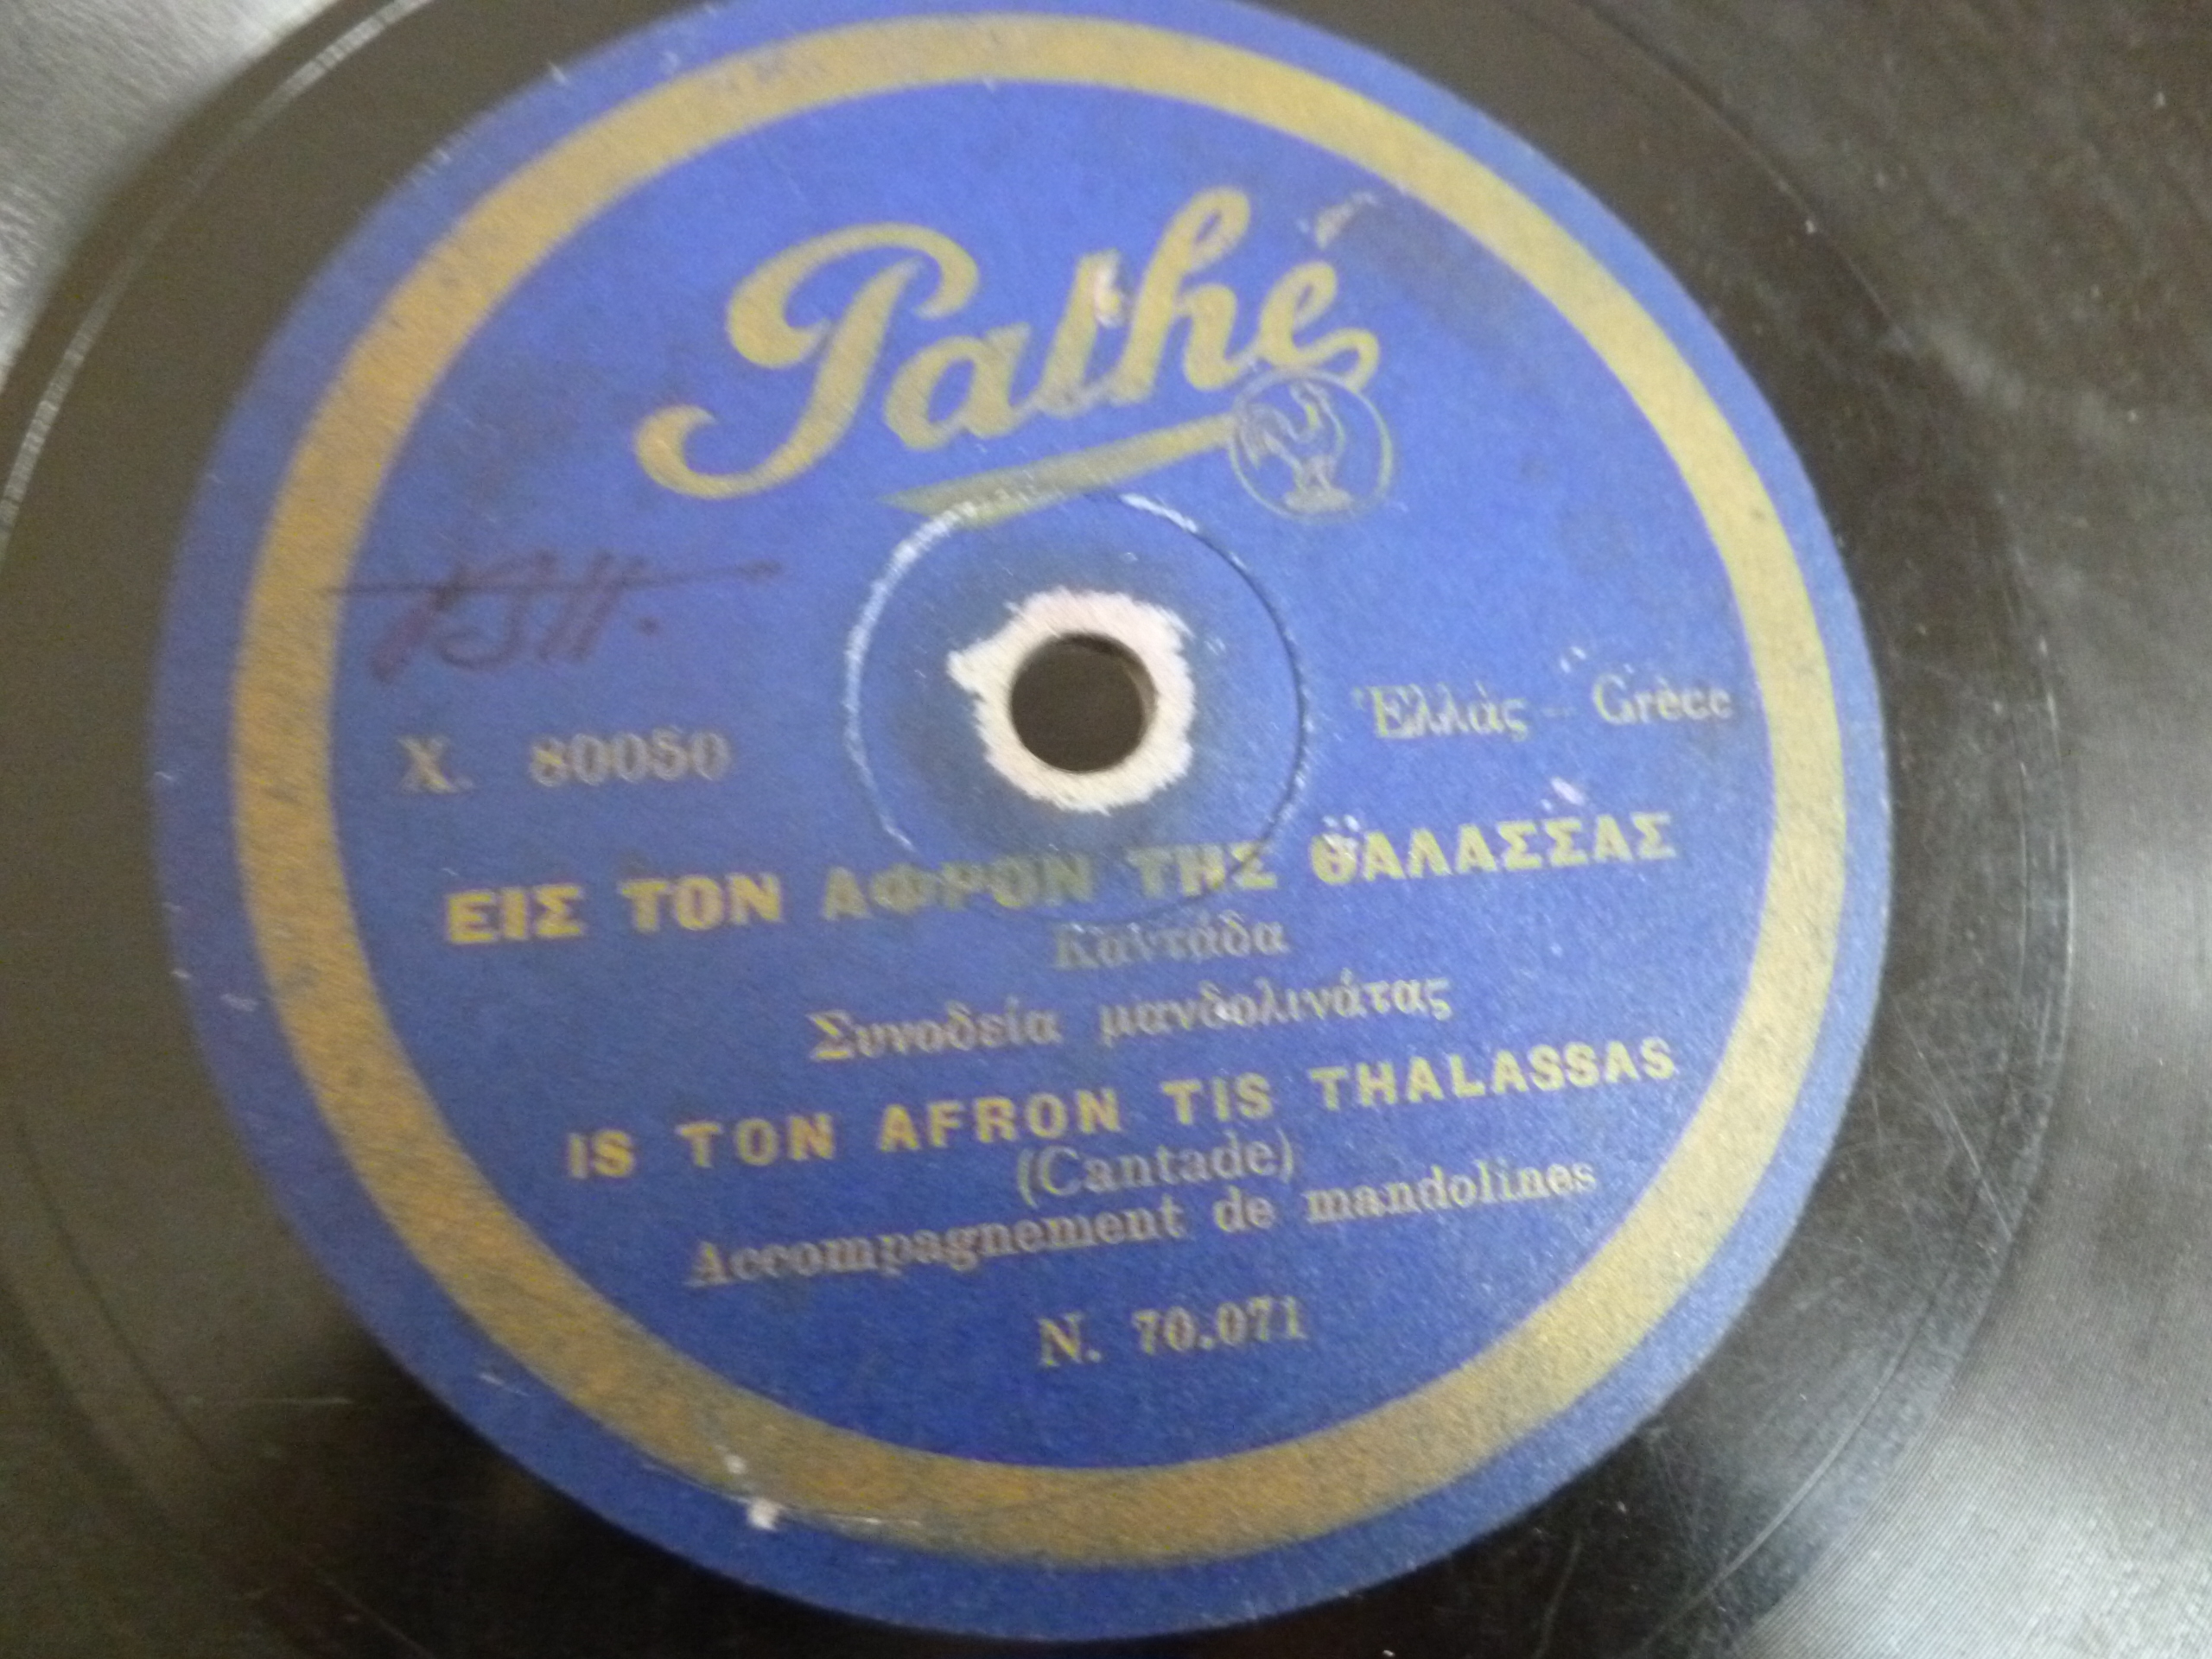 Pathé
X. 80050
Ἑλλὰς - Grèce
ΕΙΣ ΤΟΝ ΑΦΡΟΝ ΤΗΣ ΘΑΛΑΣΣΑΣ
Καντάδα
Συνοδεία μανδολινάτας
IS TON AFRON TIS THALASSAS
(Cantade)
Accompagnement de mandolines
N. 70.071